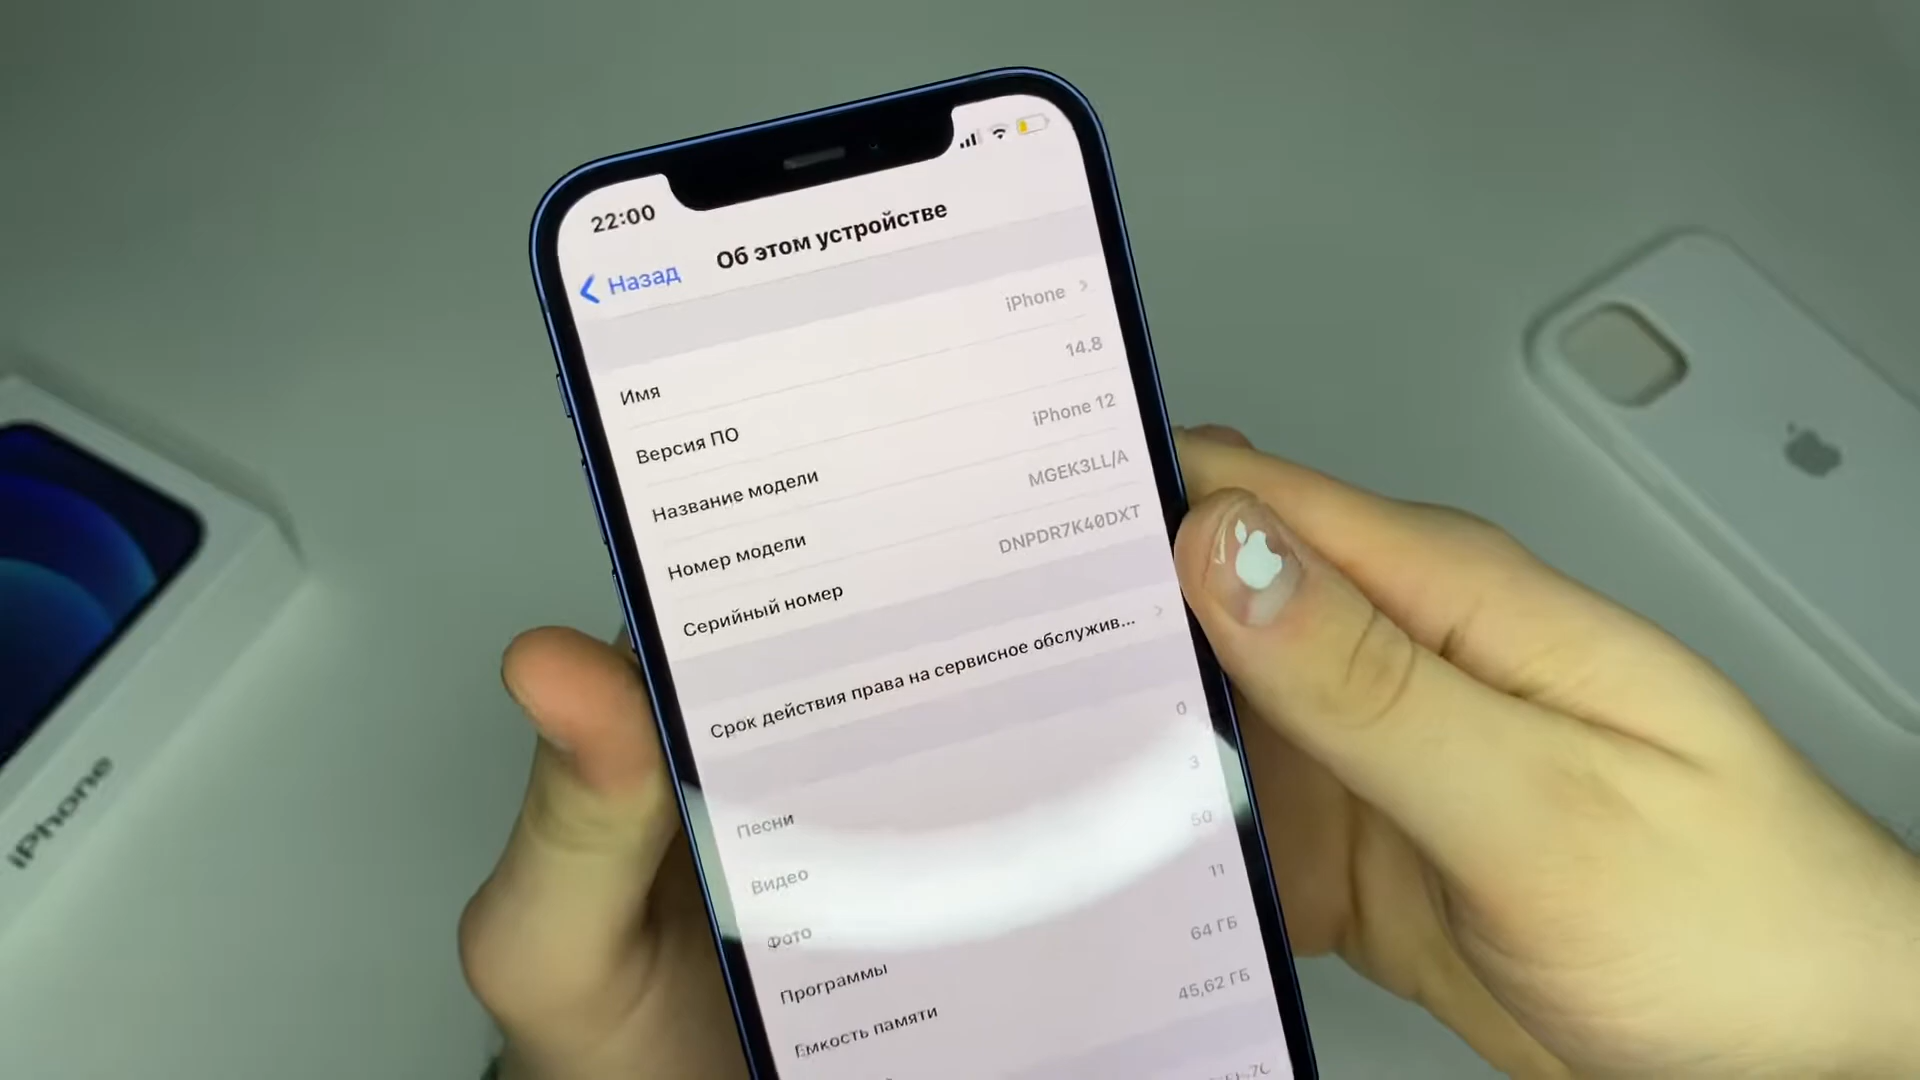 22:00
Назад
Об этом устройстве
Имя iPhone
Версия ПО 14.8
Название модели iPhone 12
Номер модели MGEK3LL/A
Серийный номер DNPDR7K40DXT
Срок действия права на сервисное обслужив...
Песни 0
Видео 3
Фото 50
Программы 11
Емкость памяти 64 ГБ
45,62 ГБ
iPhone